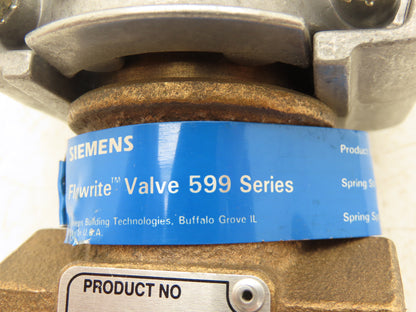 SIEMENS
Flowrite™ Valve 599 Series
Building Technologies, Buffalo Grove IL
U.S.A.
Product
Spring
Spring
PRODUCT NO